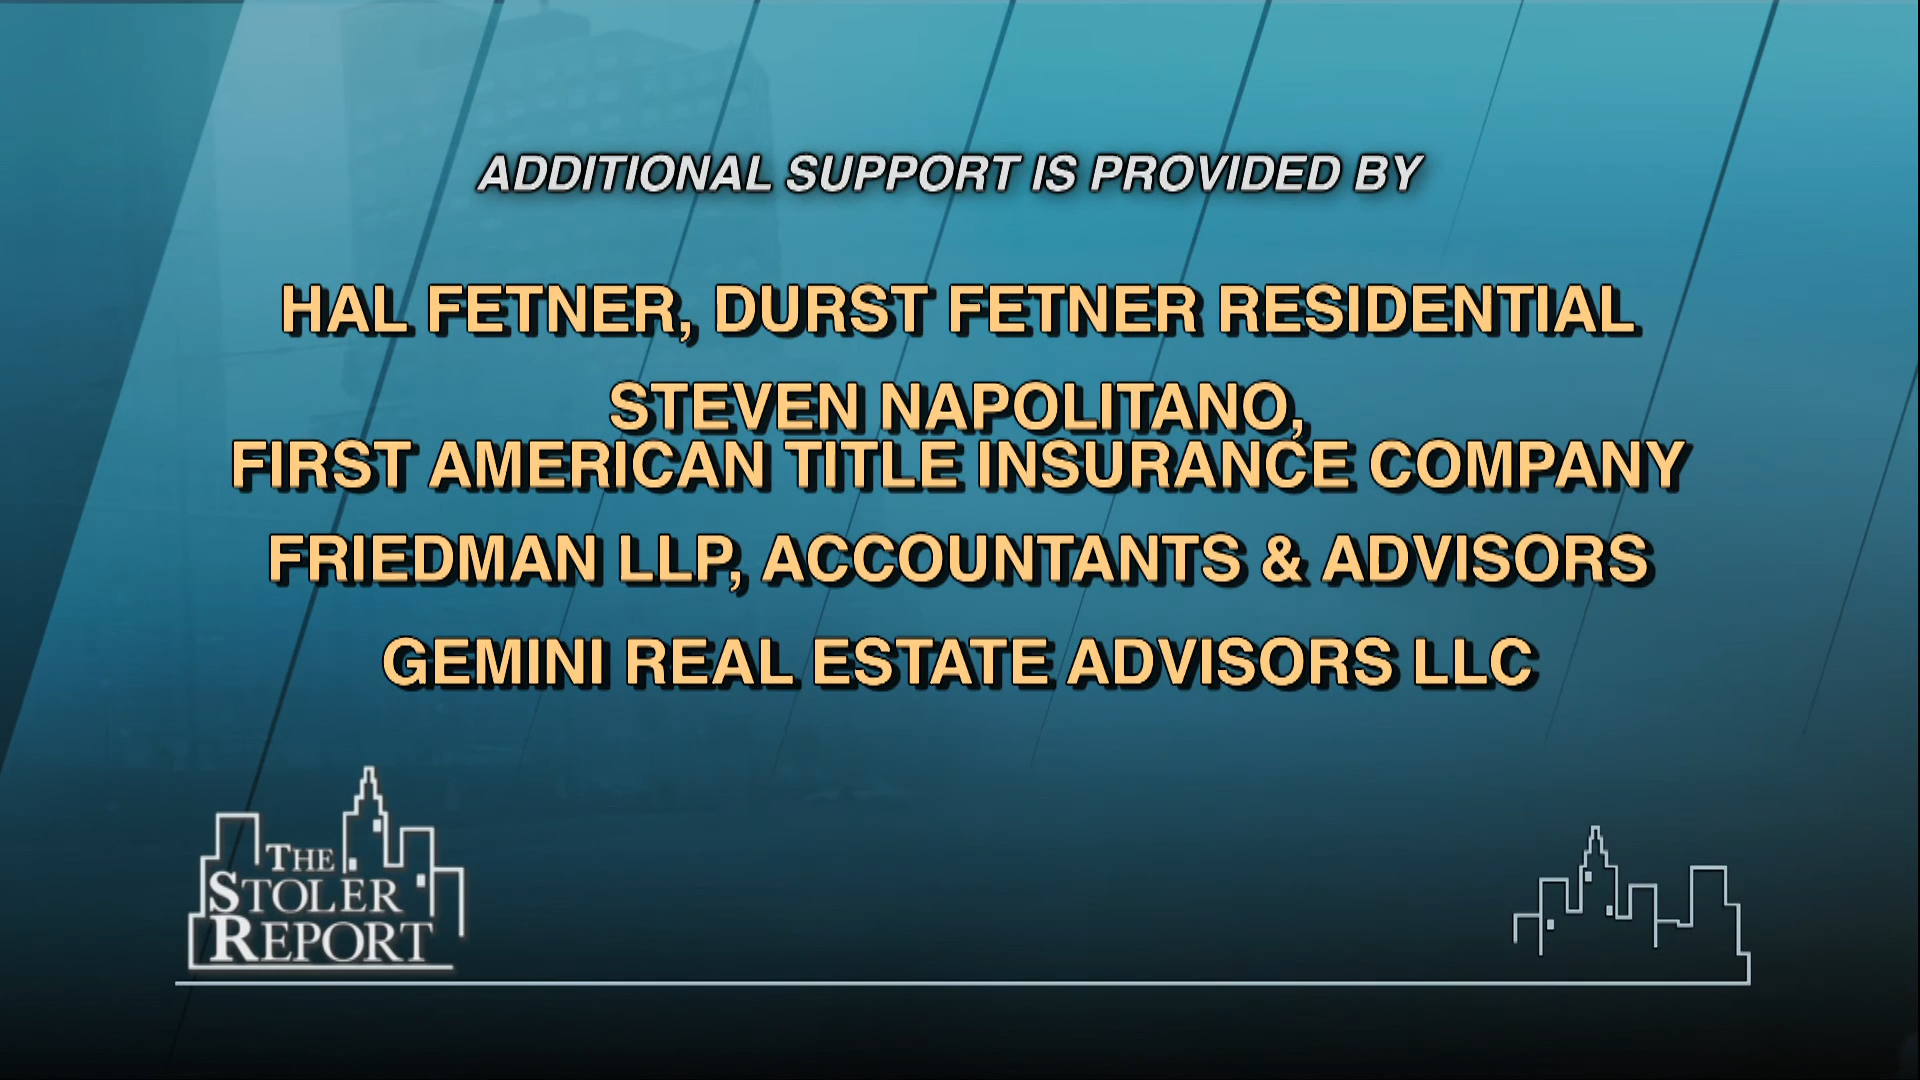 ADDITIONAL SUPPORT IS PROVIDED BY
HAL FETNER, DURST FETNER RESIDENTIAL
STEVEN NAPOLITANO,
FIRST AMERICAN TITLE INSURANCE COMPANY
FRIEDMAN LLP, ACCOUNTANTS & ADVISORS
GEMINI REAL ESTATE ADVISORS LLC
THE
STOLER
REPORT